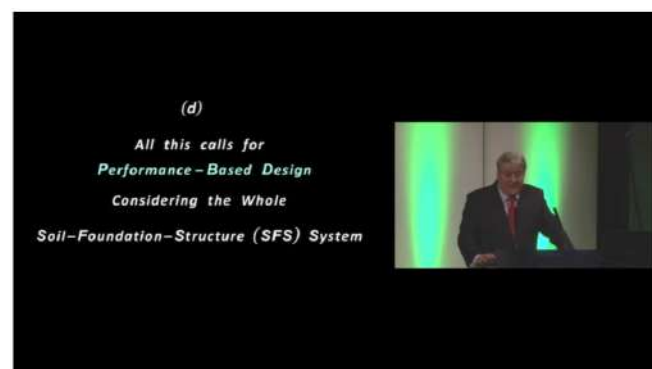 (d)
All this calls for
Performance-Based Design
Considering the Whole
Soil-Foundation-Structure (SFS) System